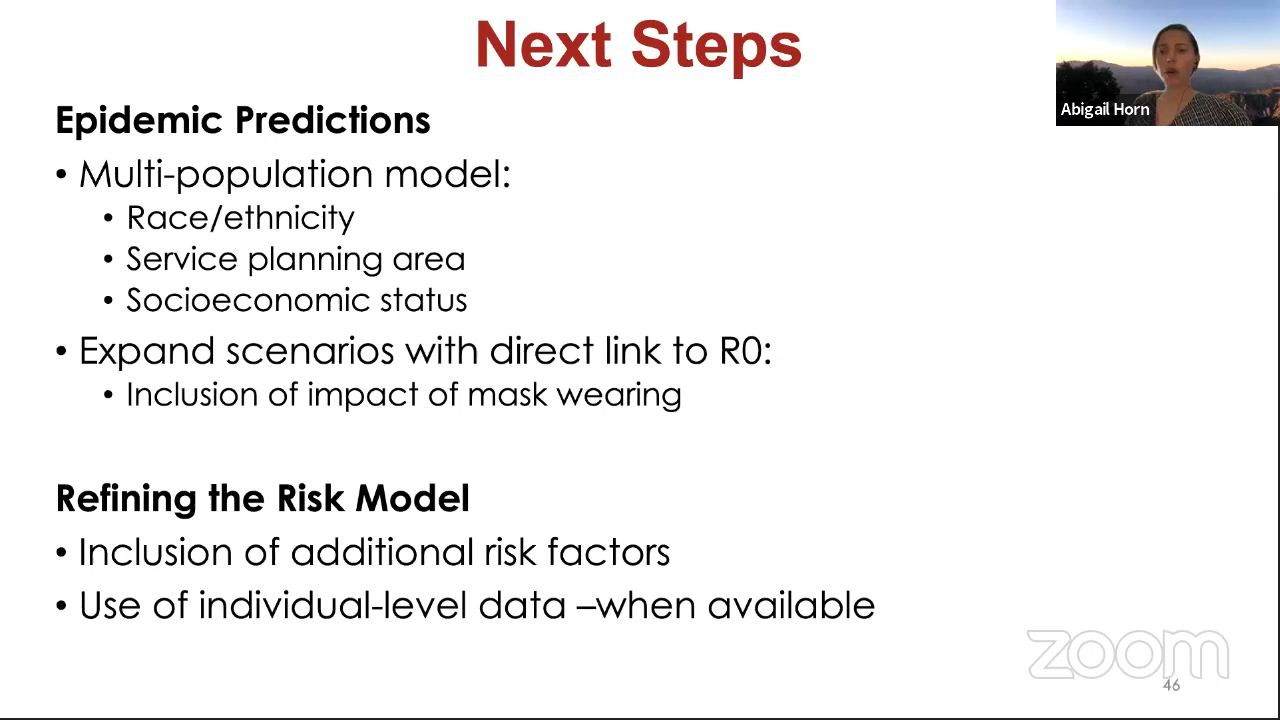 Next Steps
Abigail Horn
Epidemic Predictions
• Multi-population model:
• Race/ethnicity
• Service planning area
• Socioeconomic status
• Expand scenarios with direct link to R0:
• Inclusion of impact of mask wearing
Refining the Risk Model
• Inclusion of additional risk factors
• Use of individual-level data –when available
zoom
46